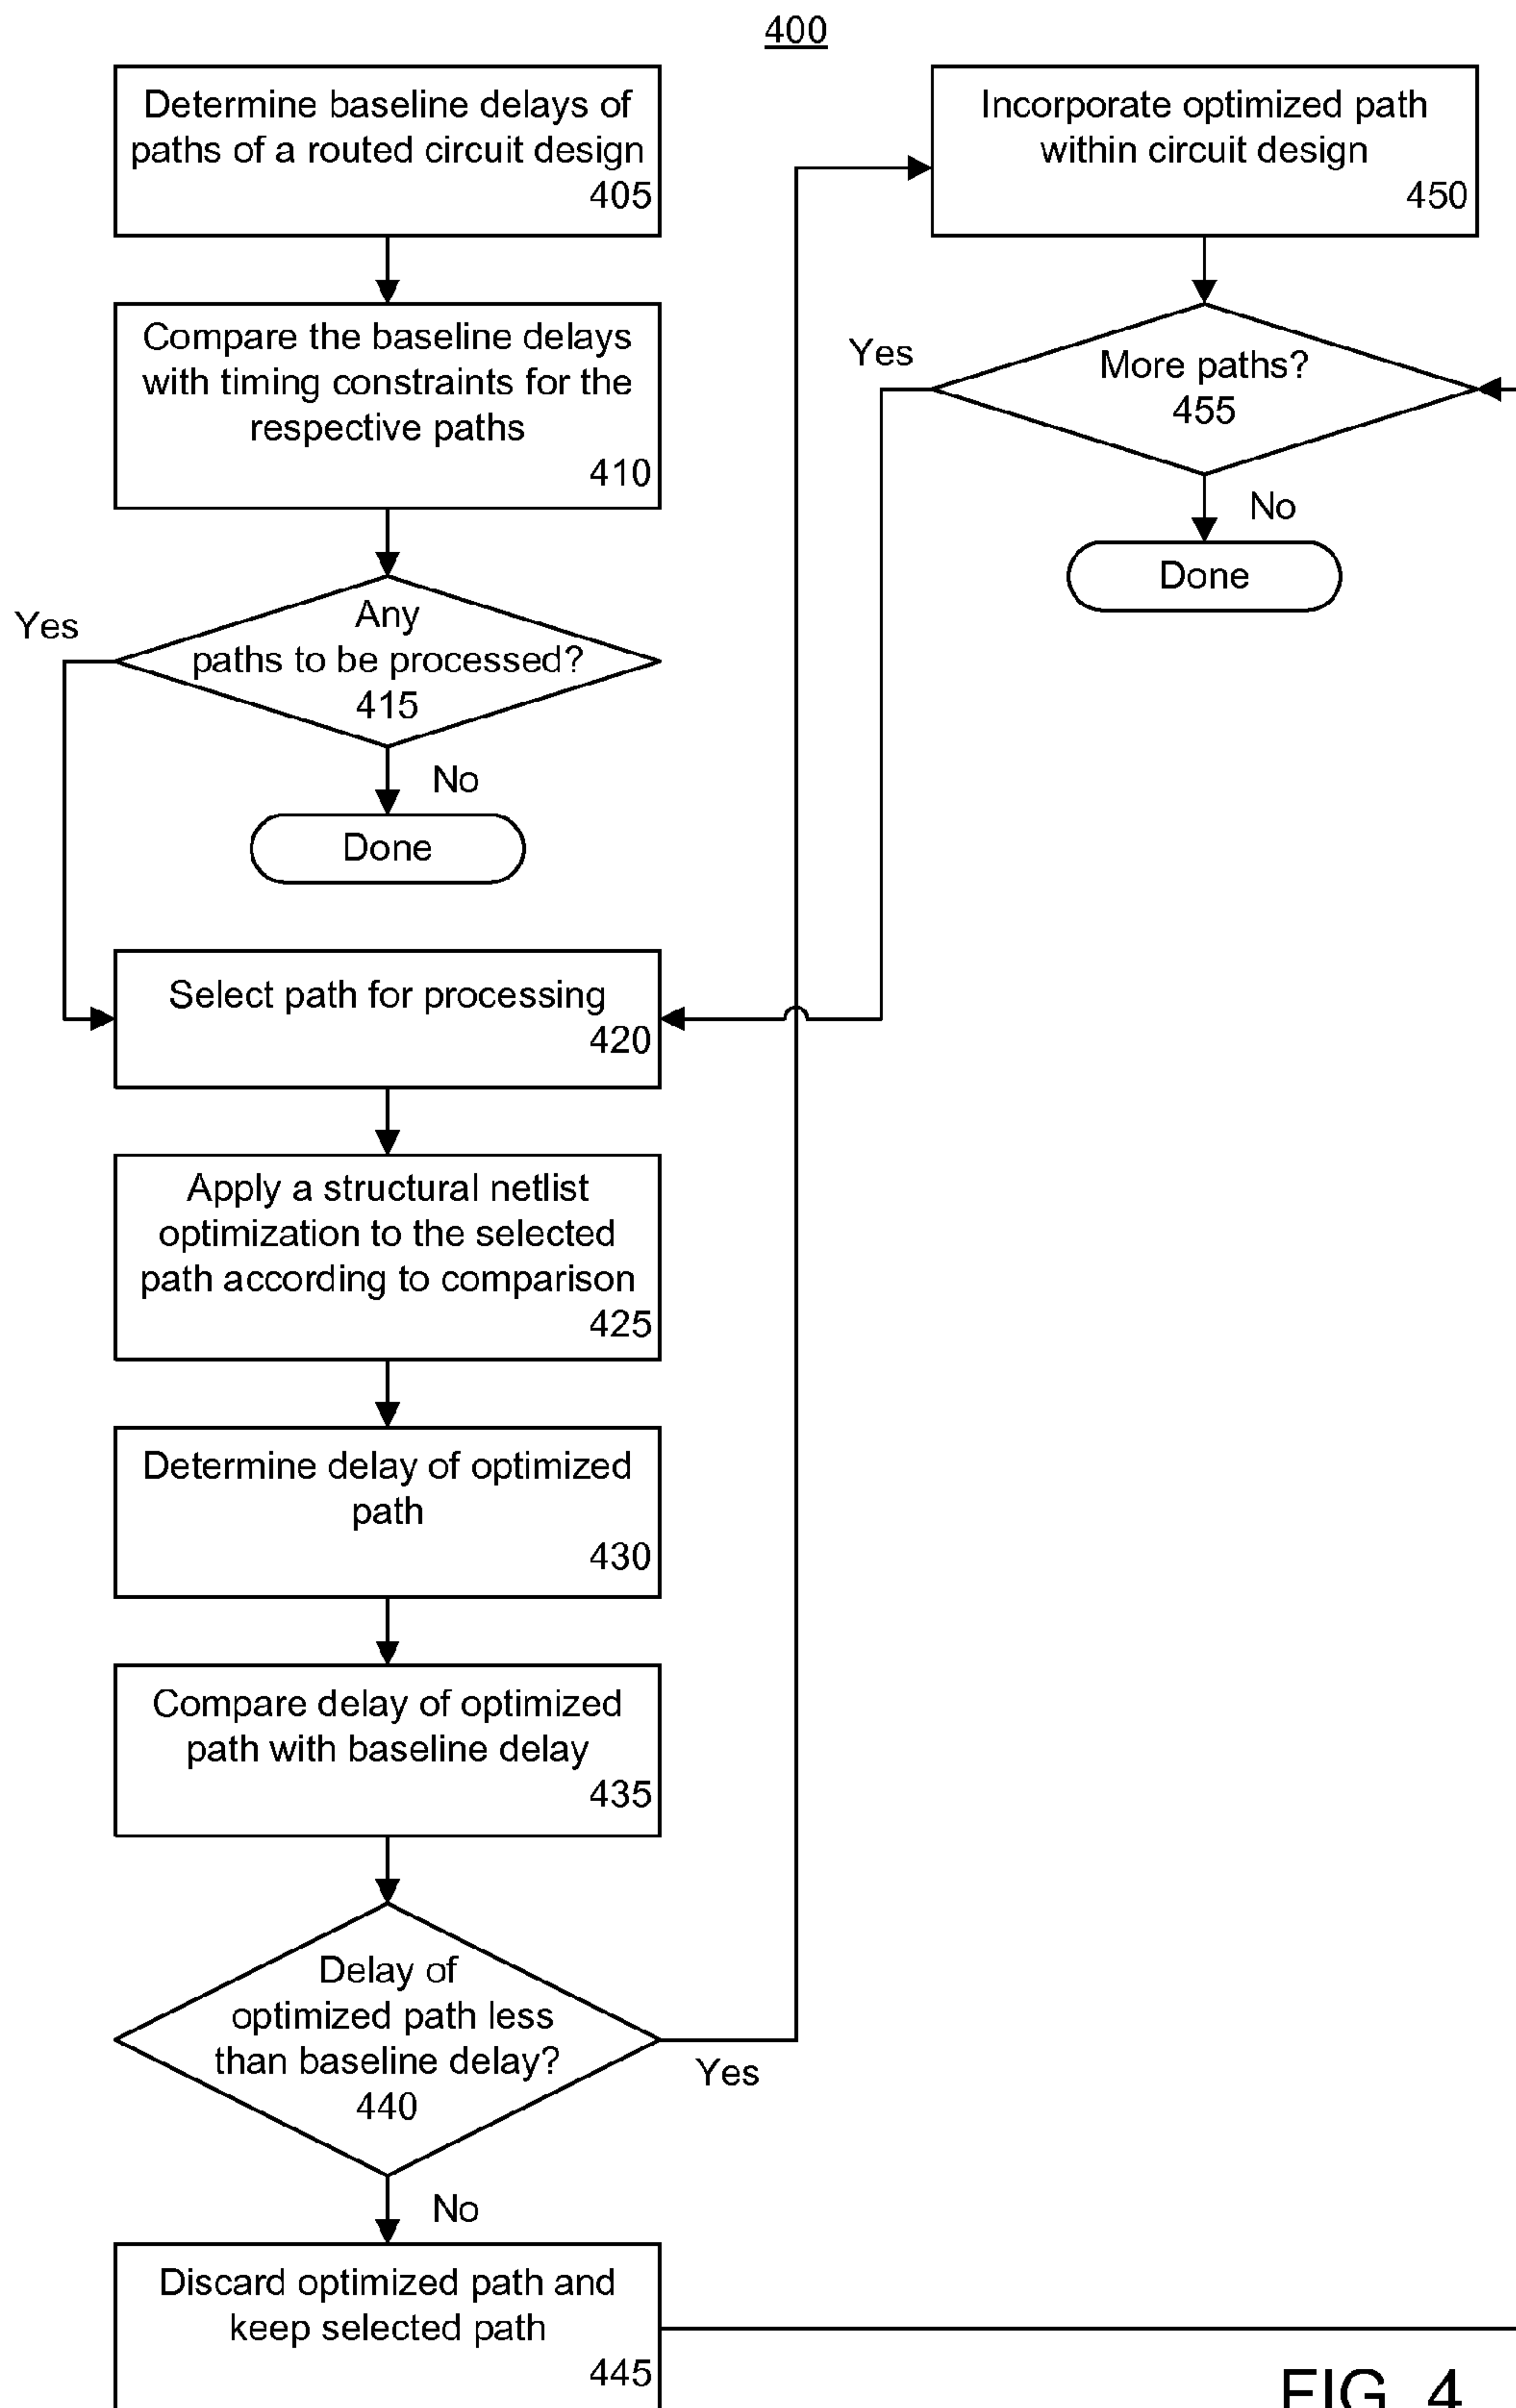 400
Determine baseline delays of
paths of a routed circuit design
405
Compare the baseline delays
with timing constraints for the
respective paths
410
Yes
Any
paths to be processed?
415
No
Done
Select path for processing
420
Apply a structural netlist
optimization to the selected
path according to comparison
425
Determine delay of optimized
path
430
Compare delay of optimized
path with baseline delay
435
Delay of
optimized path less
than baseline delay?
440
Yes
No
Discard optimized path and
keep selected path
445
Incorporate optimized path
within circuit design
450
Yes
More paths?
455
No
Done
FIG. 4